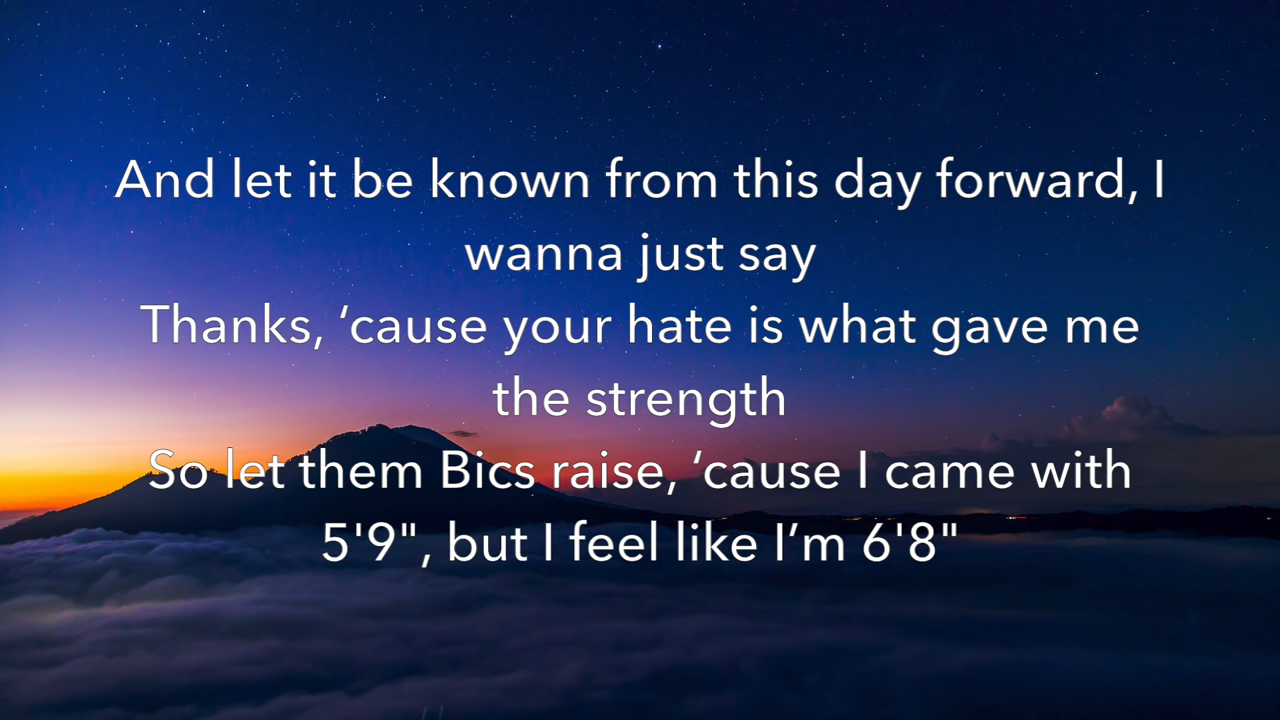 And let it be known from this day forward, I
wanna just say
Thanks, ‘cause your hate is what gave me
the strength
So let them Bics raise, ‘cause I came with
5'9", but I feel like I’m 6'8"